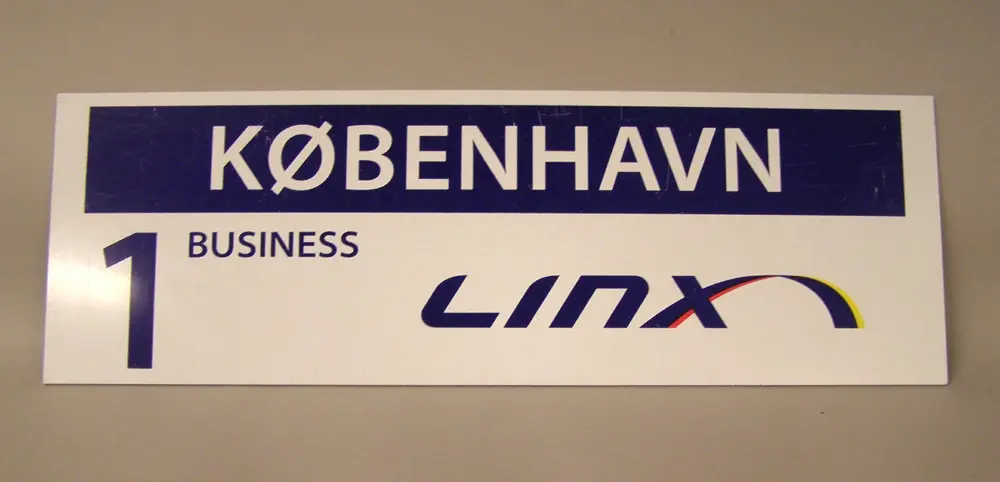 KØBENHAVN
1 BUSINESS
LINX